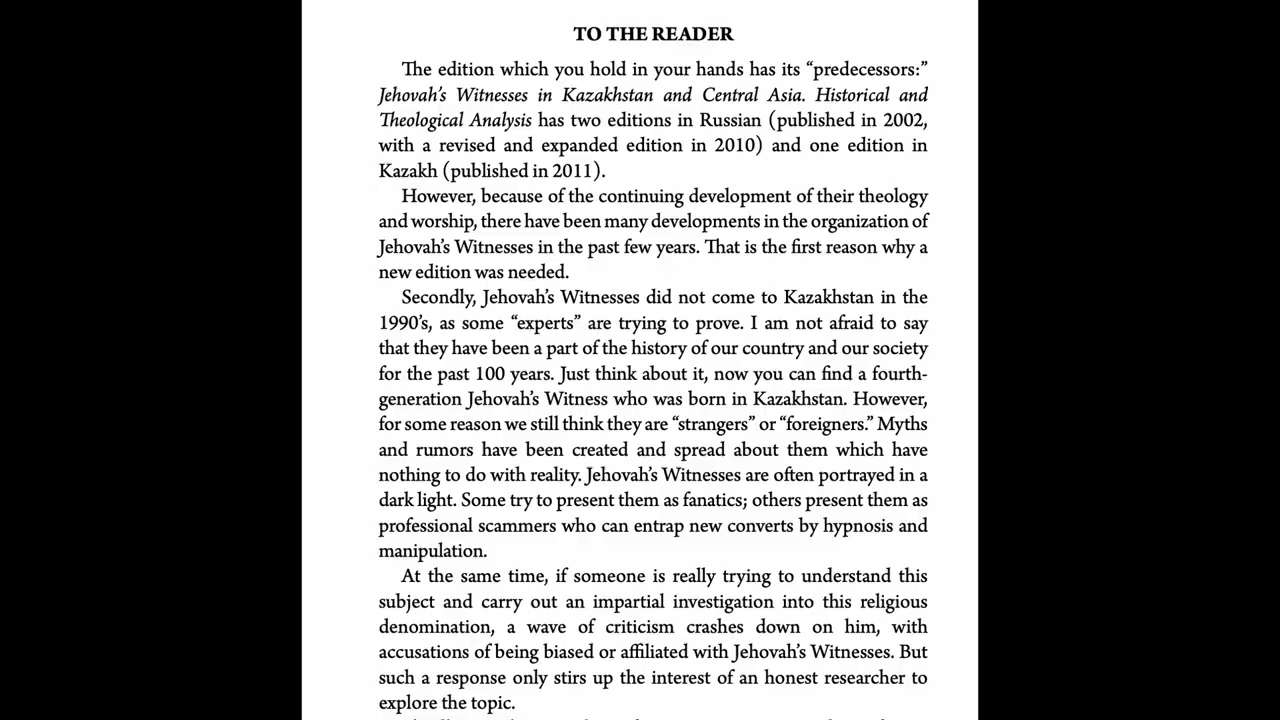 TO THE READER
The edition which you hold in your hands has its “predecessors:”
Jehovah’s Witnesses in Kazakhstan and Central Asia. Historical and
Theological Analysis has two editions in Russian (published in 2002,
with a revised and expanded edition in 2010) and one edition in
Kazakh (published in 2011).
However, because of the continuing development of their theology
and worship, there have been many developments in the organization of
Jehovah’s Witnesses in the past few years. That is the first reason why a
new edition was needed.
Secondly, Jehovah’s Witnesses did not come to Kazakhstan in the
1990’s, as some “experts” are trying to prove. I am not afraid to say
that they have been a part of the history of our country and our society
for the past 100 years. Just think about it, now you can find a fourth-
generation Jehovah’s Witness who was born in Kazakhstan. However,
for some reason we still think they are “strangers” or “foreigners.” Myths
and rumors have been created and spread about them which have
nothing to do with reality. Jehovah’s Witnesses are often portrayed in a
dark light. Some try to present them as fanatics; others present them as
professional scammers who can entrap new converts by hypnosis and
manipulation.
At the same time, if someone is really trying to understand this
subject and carry out an impartial investigation into this religious
denomination, a wave of criticism crashes down on him, with
accusations of being biased or affiliated with Jehovah’s Witnesses. But
such a response only stirs up the interest of an honest researcher to
explore the topic.